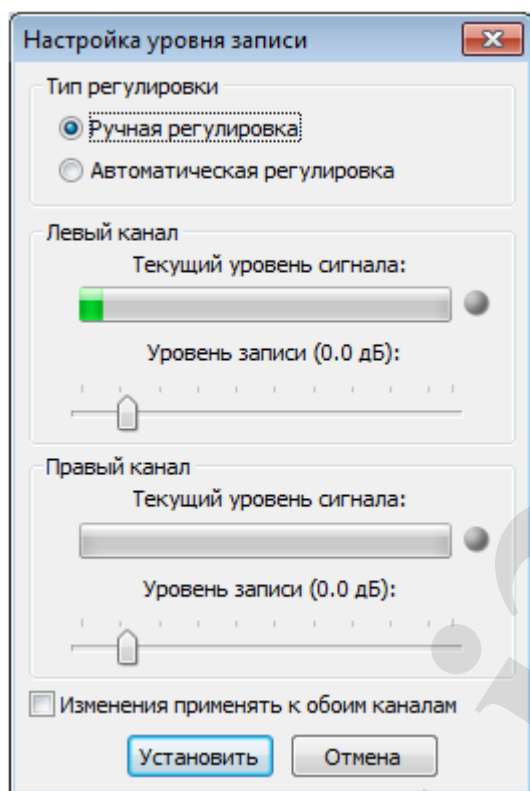 Настройка уровня записи
Тип регулировки
Ручная регулировка
Автоматическая регулировка
Левый канал
Текущий уровень сигнала:
Уровень записи (0.0 дБ):
Правый канал
Текущий уровень сигнала:
Уровень записи (0.0 дБ):
Изменения применять к обоим каналам
Установить Отмена